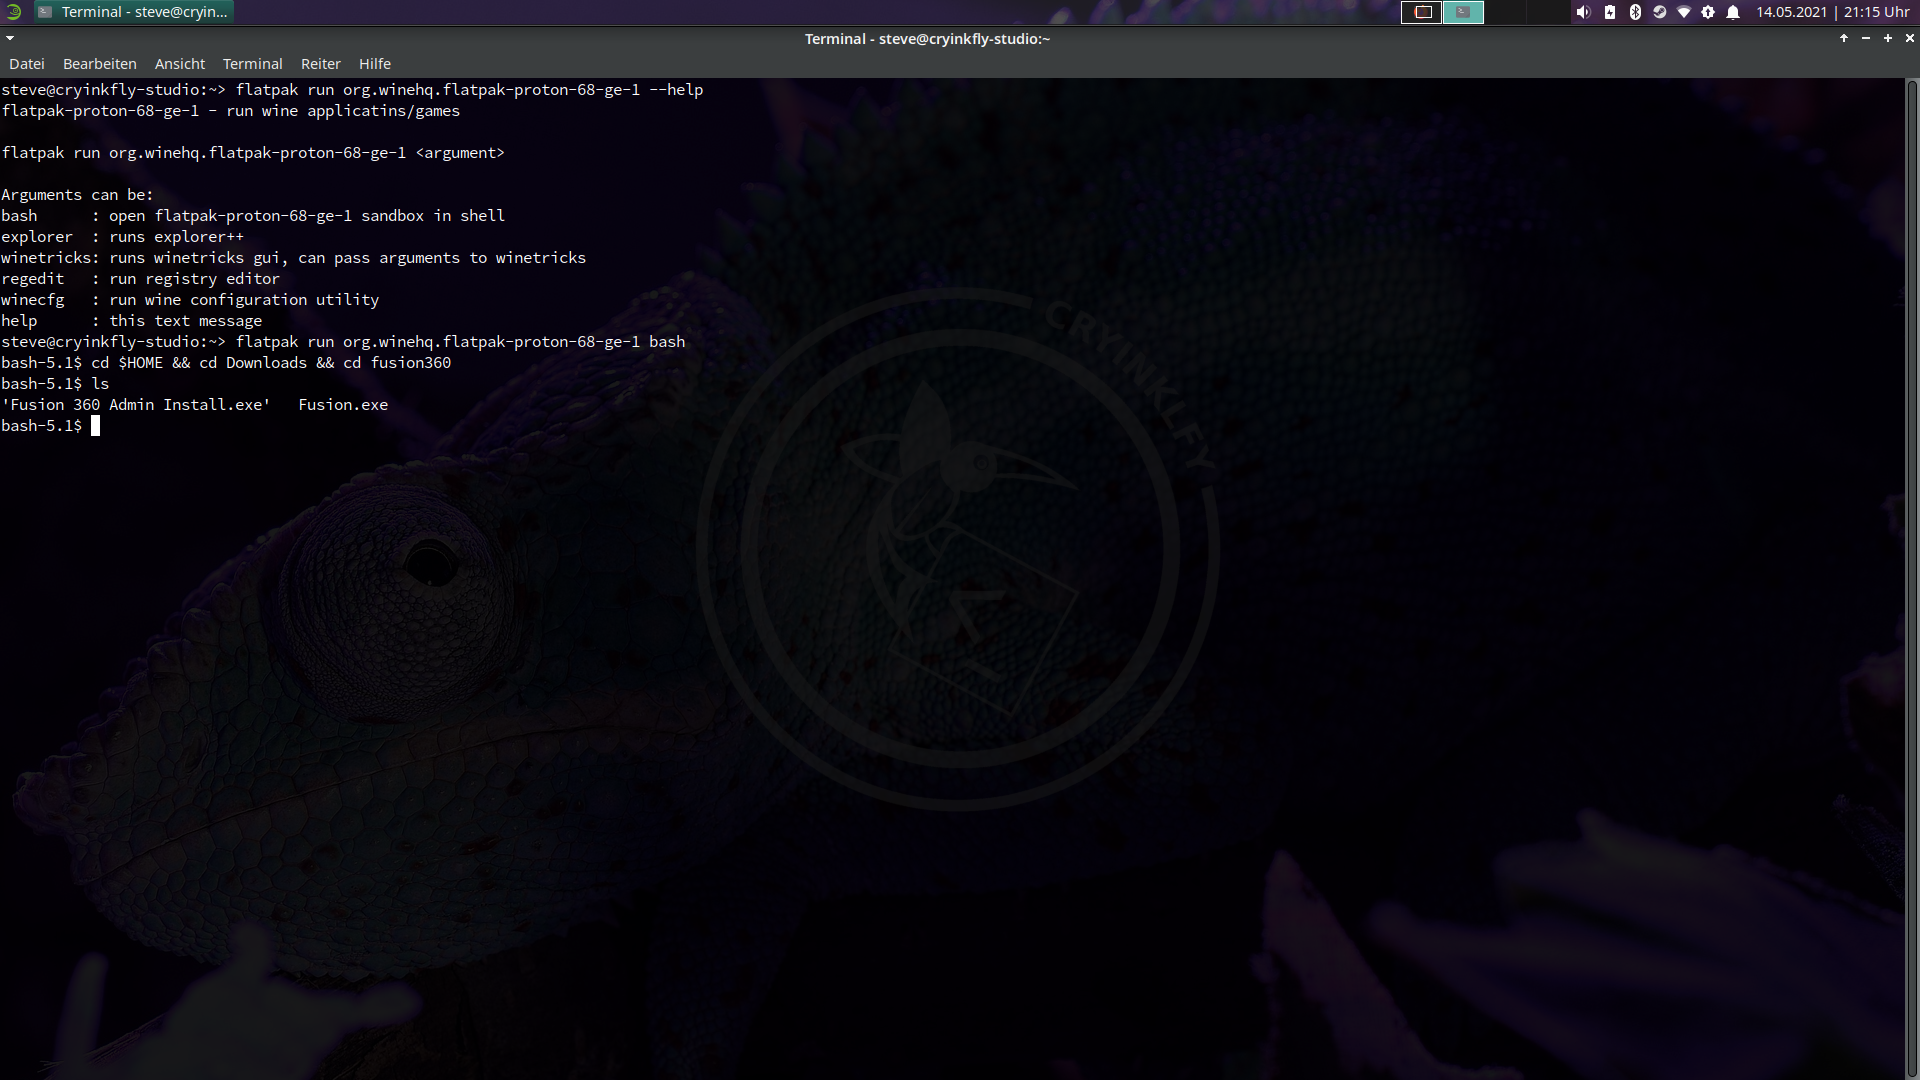 Terminal - steve@cryin...
14.05.2021 | 21:15 Uhr
Terminal - steve@cryinkfly-studio:~
Datei Bearbeiten Ansicht Terminal Reiter Hilfe
steve@cryinkfly-studio:~> flatpak run org.winehq.flatpak-proton-68-ge-1 --help
flatpak-proton-68-ge-1 - run wine applicatins/games
flatpak run org.winehq.flatpak-proton-68-ge-1 <argument>
Arguments can be:
bash      : open flatpak-proton-68-ge-1 sandbox in shell
explorer  : runs explorer++
winetricks: runs winetricks gui, can pass arguments to winetricks
regedit   : run registry editor
winecfg   : run wine configuration utility
help      : this text message
steve@cryinkfly-studio:~> flatpak run org.winehq.flatpak-proton-68-ge-1 bash
bash-5.1$ cd $HOME && cd Downloads && cd fusion360
bash-5.1$ ls
'Fusion 360 Admin Install.exe'   Fusion.exe
bash-5.1$
CRYINKLFY